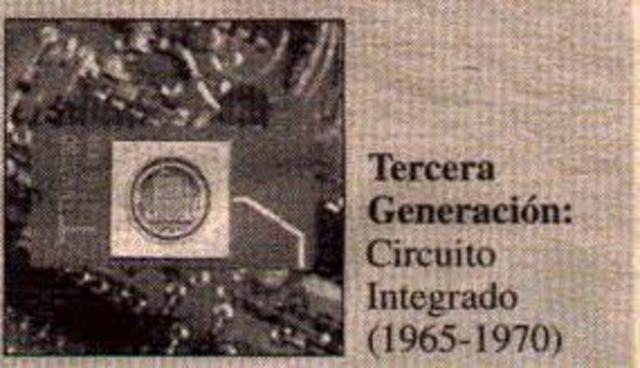 Tercera
Generación:
Circuito
Integrado
(1965-1970)